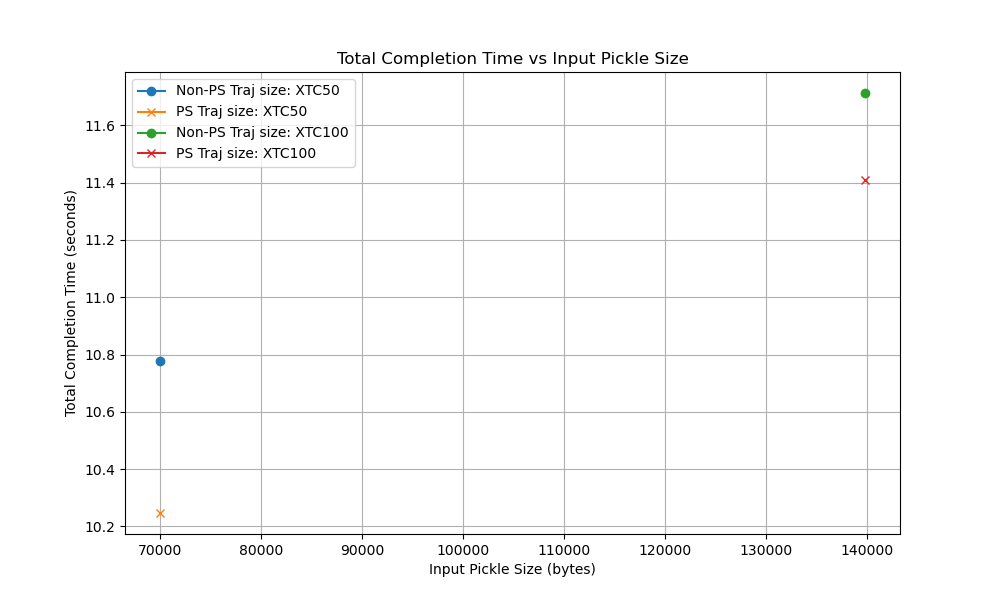 Total Completion Time vs Input Pickle Size
Non-PS Traj size: XTC50
PS Traj size: XTC50
Non-PS Traj size: XTC100
PS Traj size: XTC100
Total Completion Time (seconds)
11.6
11.4
11.2
11.0
10.8
10.6
10.4
10.2
70000 80000 90000 100000 110000 120000 130000 140000
Input Pickle Size (bytes)